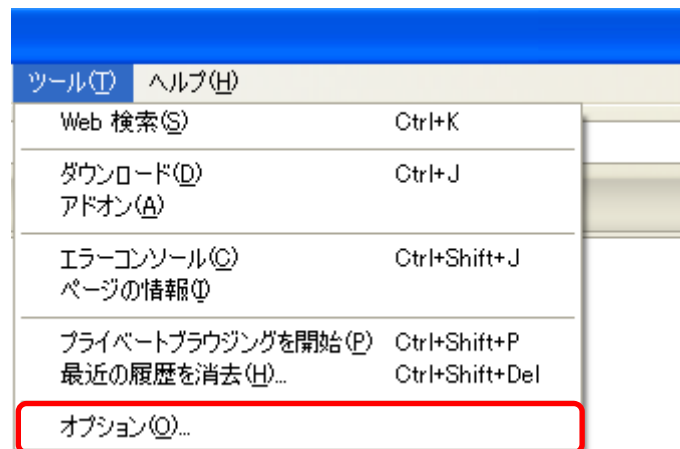 ツール(T) ヘルプ(H)
Web 検索(S) Ctrl+K
ダウンロード(D) Ctrl+J
アドオン(A)
エラーコンソール(C) Ctrl+Shift+J
ページの情報(I)
プライベートブラウジングを開始(P) Ctrl+Shift+P
最近の履歴を消去(H)... Ctrl+Shift+Del
オプション(O)...